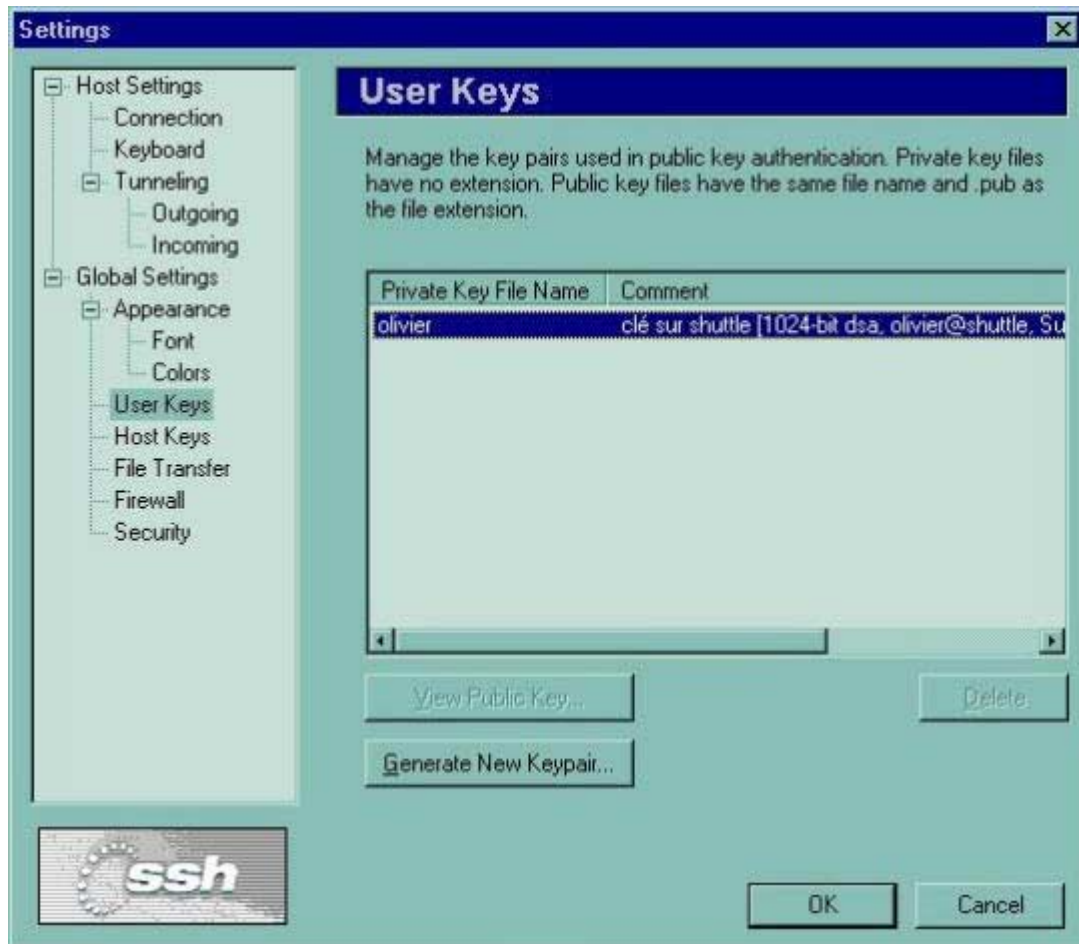 Settings
Host Settings
Connection
Keyboard
Tunneling
Outgoing
Incoming
Global Settings
Appearance
Font
Colors
User Keys
Host Keys
File Transfer
Firewall
Security
ssh
User Keys
Manage the key pairs used in public key authentication. Private key files
have no extension. Public key files have the same file name and .pub as
the file extension.
Private Key File Name Comment
olivier clé sur shuttle [1024-bit dsa, olivier@shuttle, Su
View Public Key... Delete
Generate New Keypair...
OK Cancel